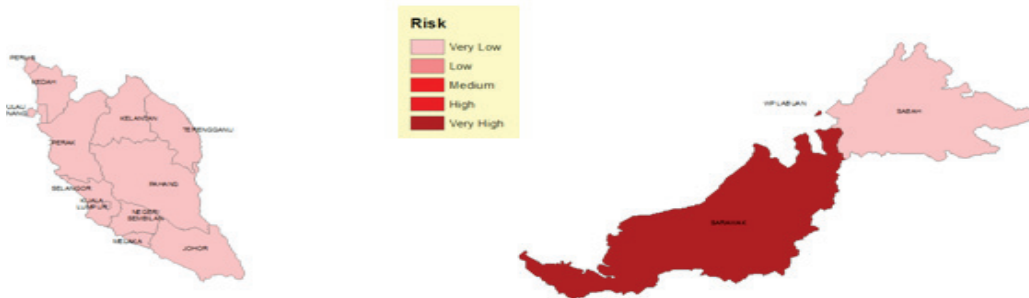 Risk
Very Low
Low
Medium
High
Very High
PERLIS
KEDAH
PULAU
PINANG
KELANTAN
TERENGGANU
PERAK
PAHANG
SELANGOR
KUALA
LUMPUR
NEGERI
SEMBILAN
MELAKA
JOHOR
WP LABUAN
SABAH
SARAWAK